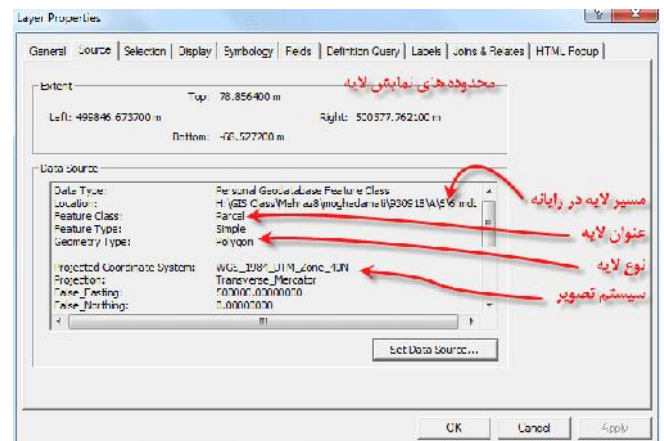 Layer Properties
General Source Selection Display Symbology Fields Definition Query Labels Joins & Relates HTML Popup
Extent
محدوده های نمایش لایه
Top: 78.856400 m
Left: 499846.673700 m Right: 500377.762100 m
Bottom: -68.527200 m
Data Source
Data Type: Personal Geodatabase Feature Class
Location:
مسیر لایه در رایانه
Feature Class: Parcel
عنوان لایه
Feature Type: Simple
Geometry Type: Polygon
نوع لایه
Projected Coordinate System:
سیستم تصویر
Projection: Transverse_Mercator
False_Easting: 500000.00000000
False_Northing: 0.00000000
Set Data Source...
OK Cancel Apply